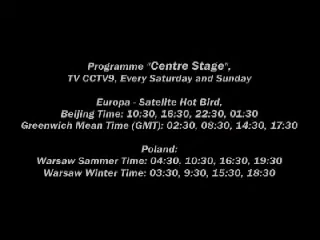 Programme "Centre Stage",
TV CCTV9, Every Saturday and Sunday
Europa - Satelite Hot Bird,
Beijing Time: 10:30, 16:30, 22:30, 01:30
Greenwich Mean Time (GMT): 02:30, 08:30, 14:30, 17:30
Poland:
Warsaw Sammer Time: 04:30. 10:30, 16:30, 19:30
Warsaw Winter Time: 03:30, 9:30, 15:30, 18:30